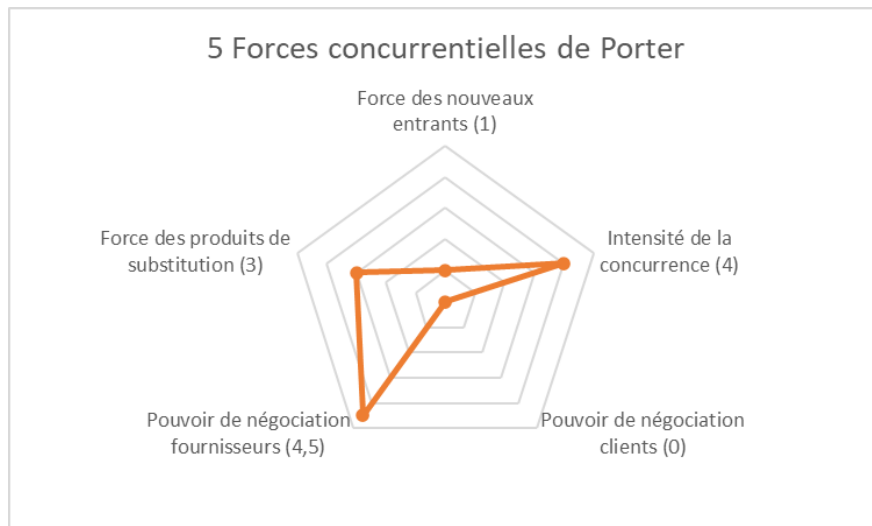 5 Forces concurrentielles de Porter
Force des nouveaux
entrants (1)
Intensité de la
concurrence (4)
Pouvoir de négociation
clients (0)
Pouvoir de négociation
fournisseurs (4,5)
Force des produits de
substitution (3)